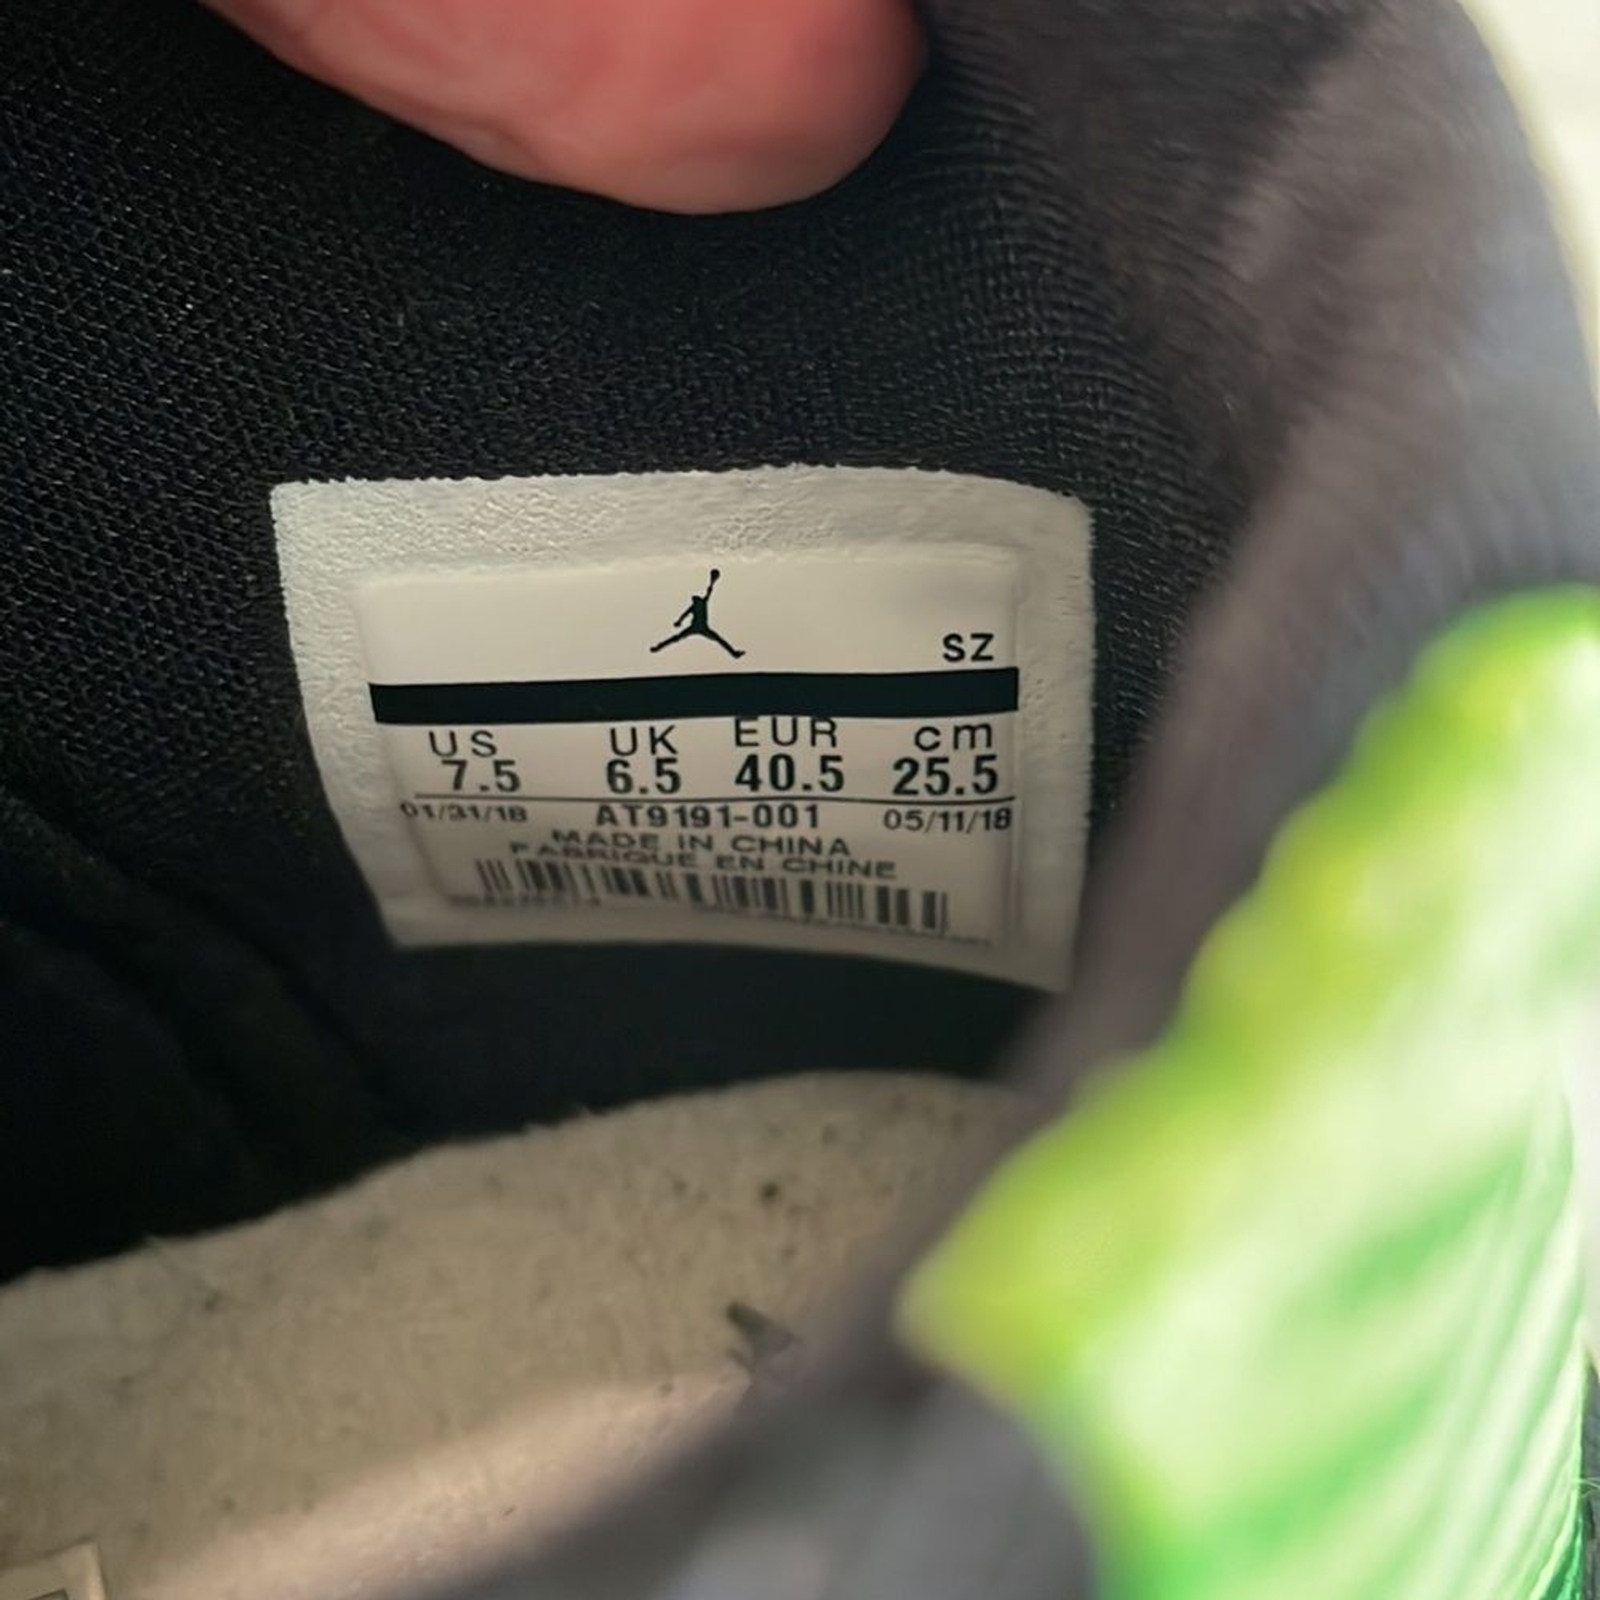 SZ
US UK EUR cm
7.5 6.5 40.5 25.5
01/31/18 AT9191-001 05/11/18
MADE IN CHINA
FABRIQUE EN CHINE